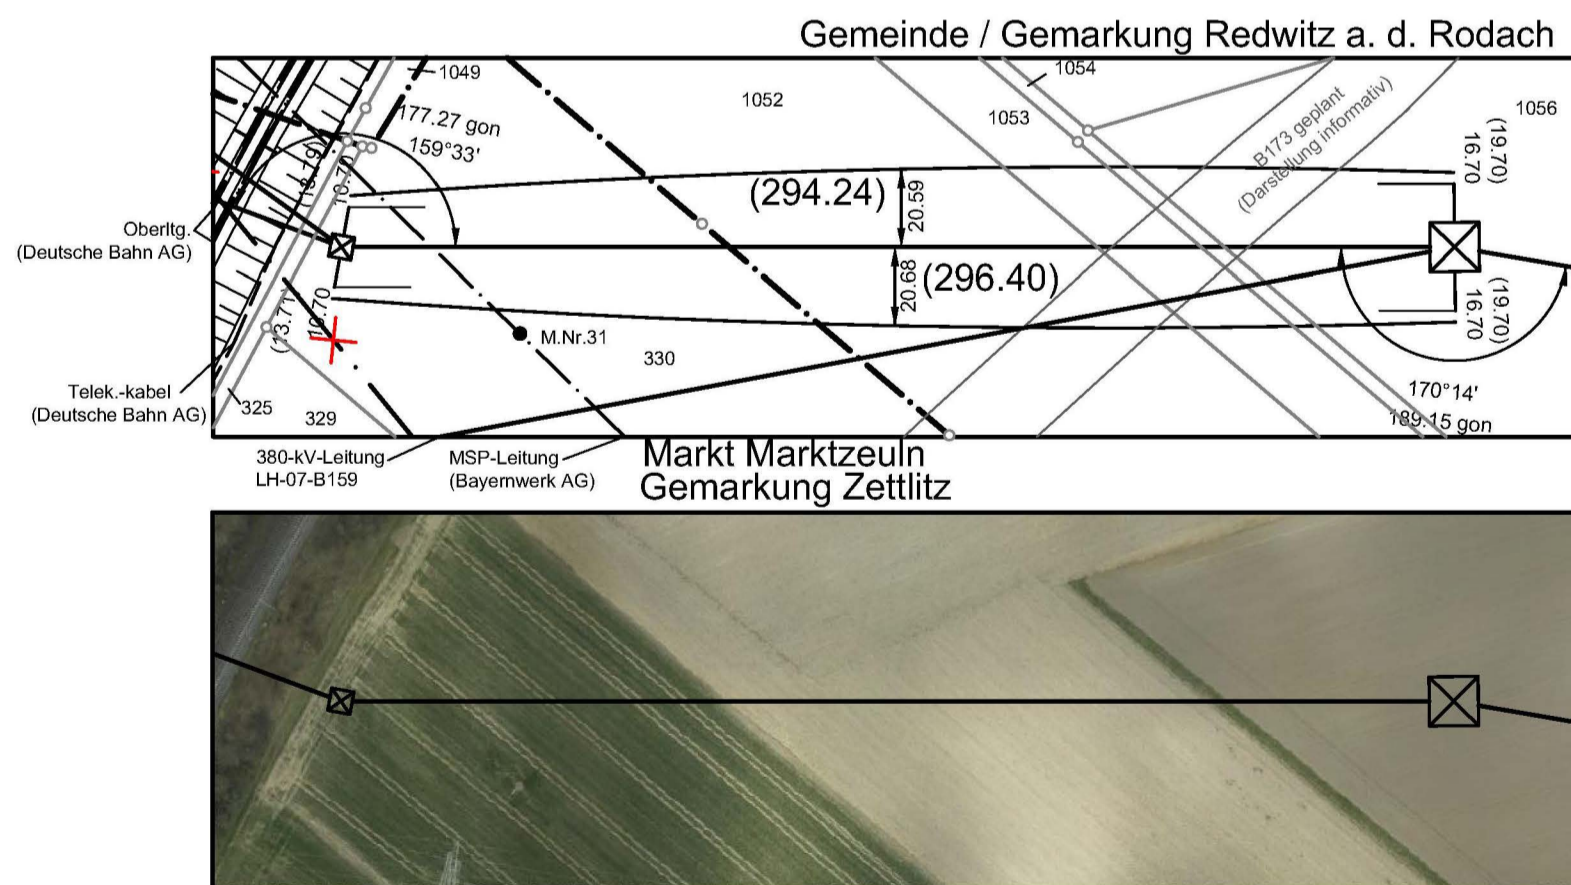 Gemeinde / Gemarkung Redwitz a. d. Rodach
1049
1054
1052
1053
1056
177.27 gon
159°33'
B173 geplant
(Darstellung informativ)
(19.70)
16.70
(294.24)
20.59
Oberltg.
(Deutsche Bahn AG)
20.68
(296.40)
(19.70)
16.70
(13.71)
M.Nr.31
330
Telek.-kabel
(Deutsche Bahn AG)
325
329
170°14'
189.15 gon
380-kV-Leitung
LH-07-B159
MSP-Leitung
(Bayernwerk AG)
Markt Marktzeuln
Gemarkung Zettlitz